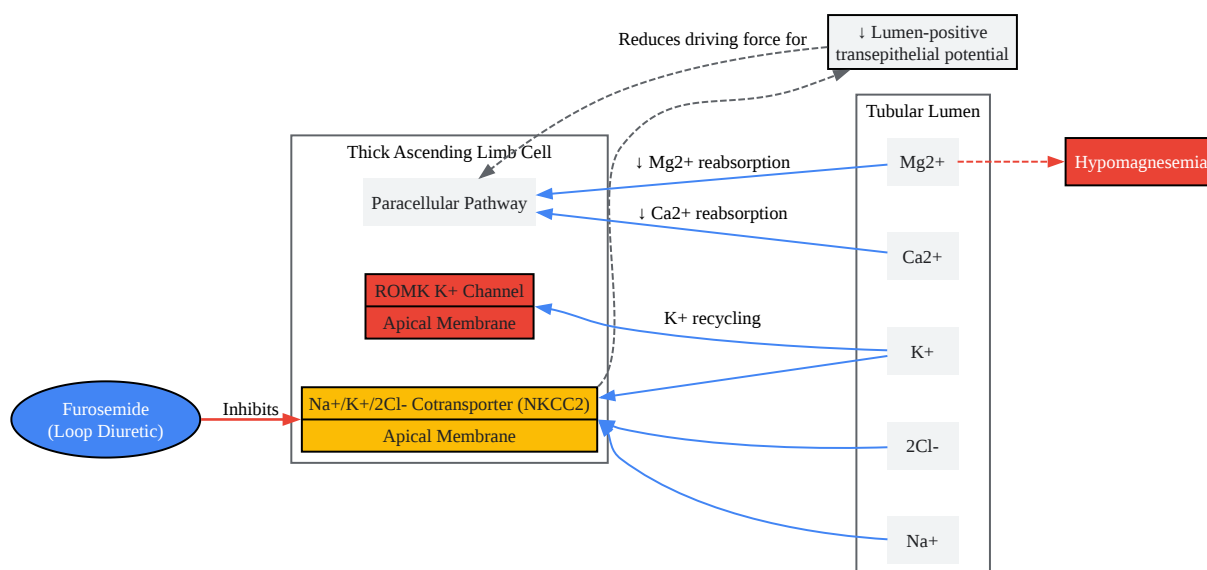 ↓ Lumen-positive
transepithelial potential
Reduces driving force for
Tubular Lumen
Thick Ascending Limb Cell
Mg2+
↓ Mg2+ reabsorption
Hypomagnesemia
Paracellular Pathway
↓ Ca2+ reabsorption
Ca2+
ROMK K+ Channel
Apical Membrane
K+ recycling
K+
Furosemide
(Loop Diuretic)
Inhibits
Na+/K+/2Cl- Cotransporter (NKCC2)
Apical Membrane
2Cl-
Na+